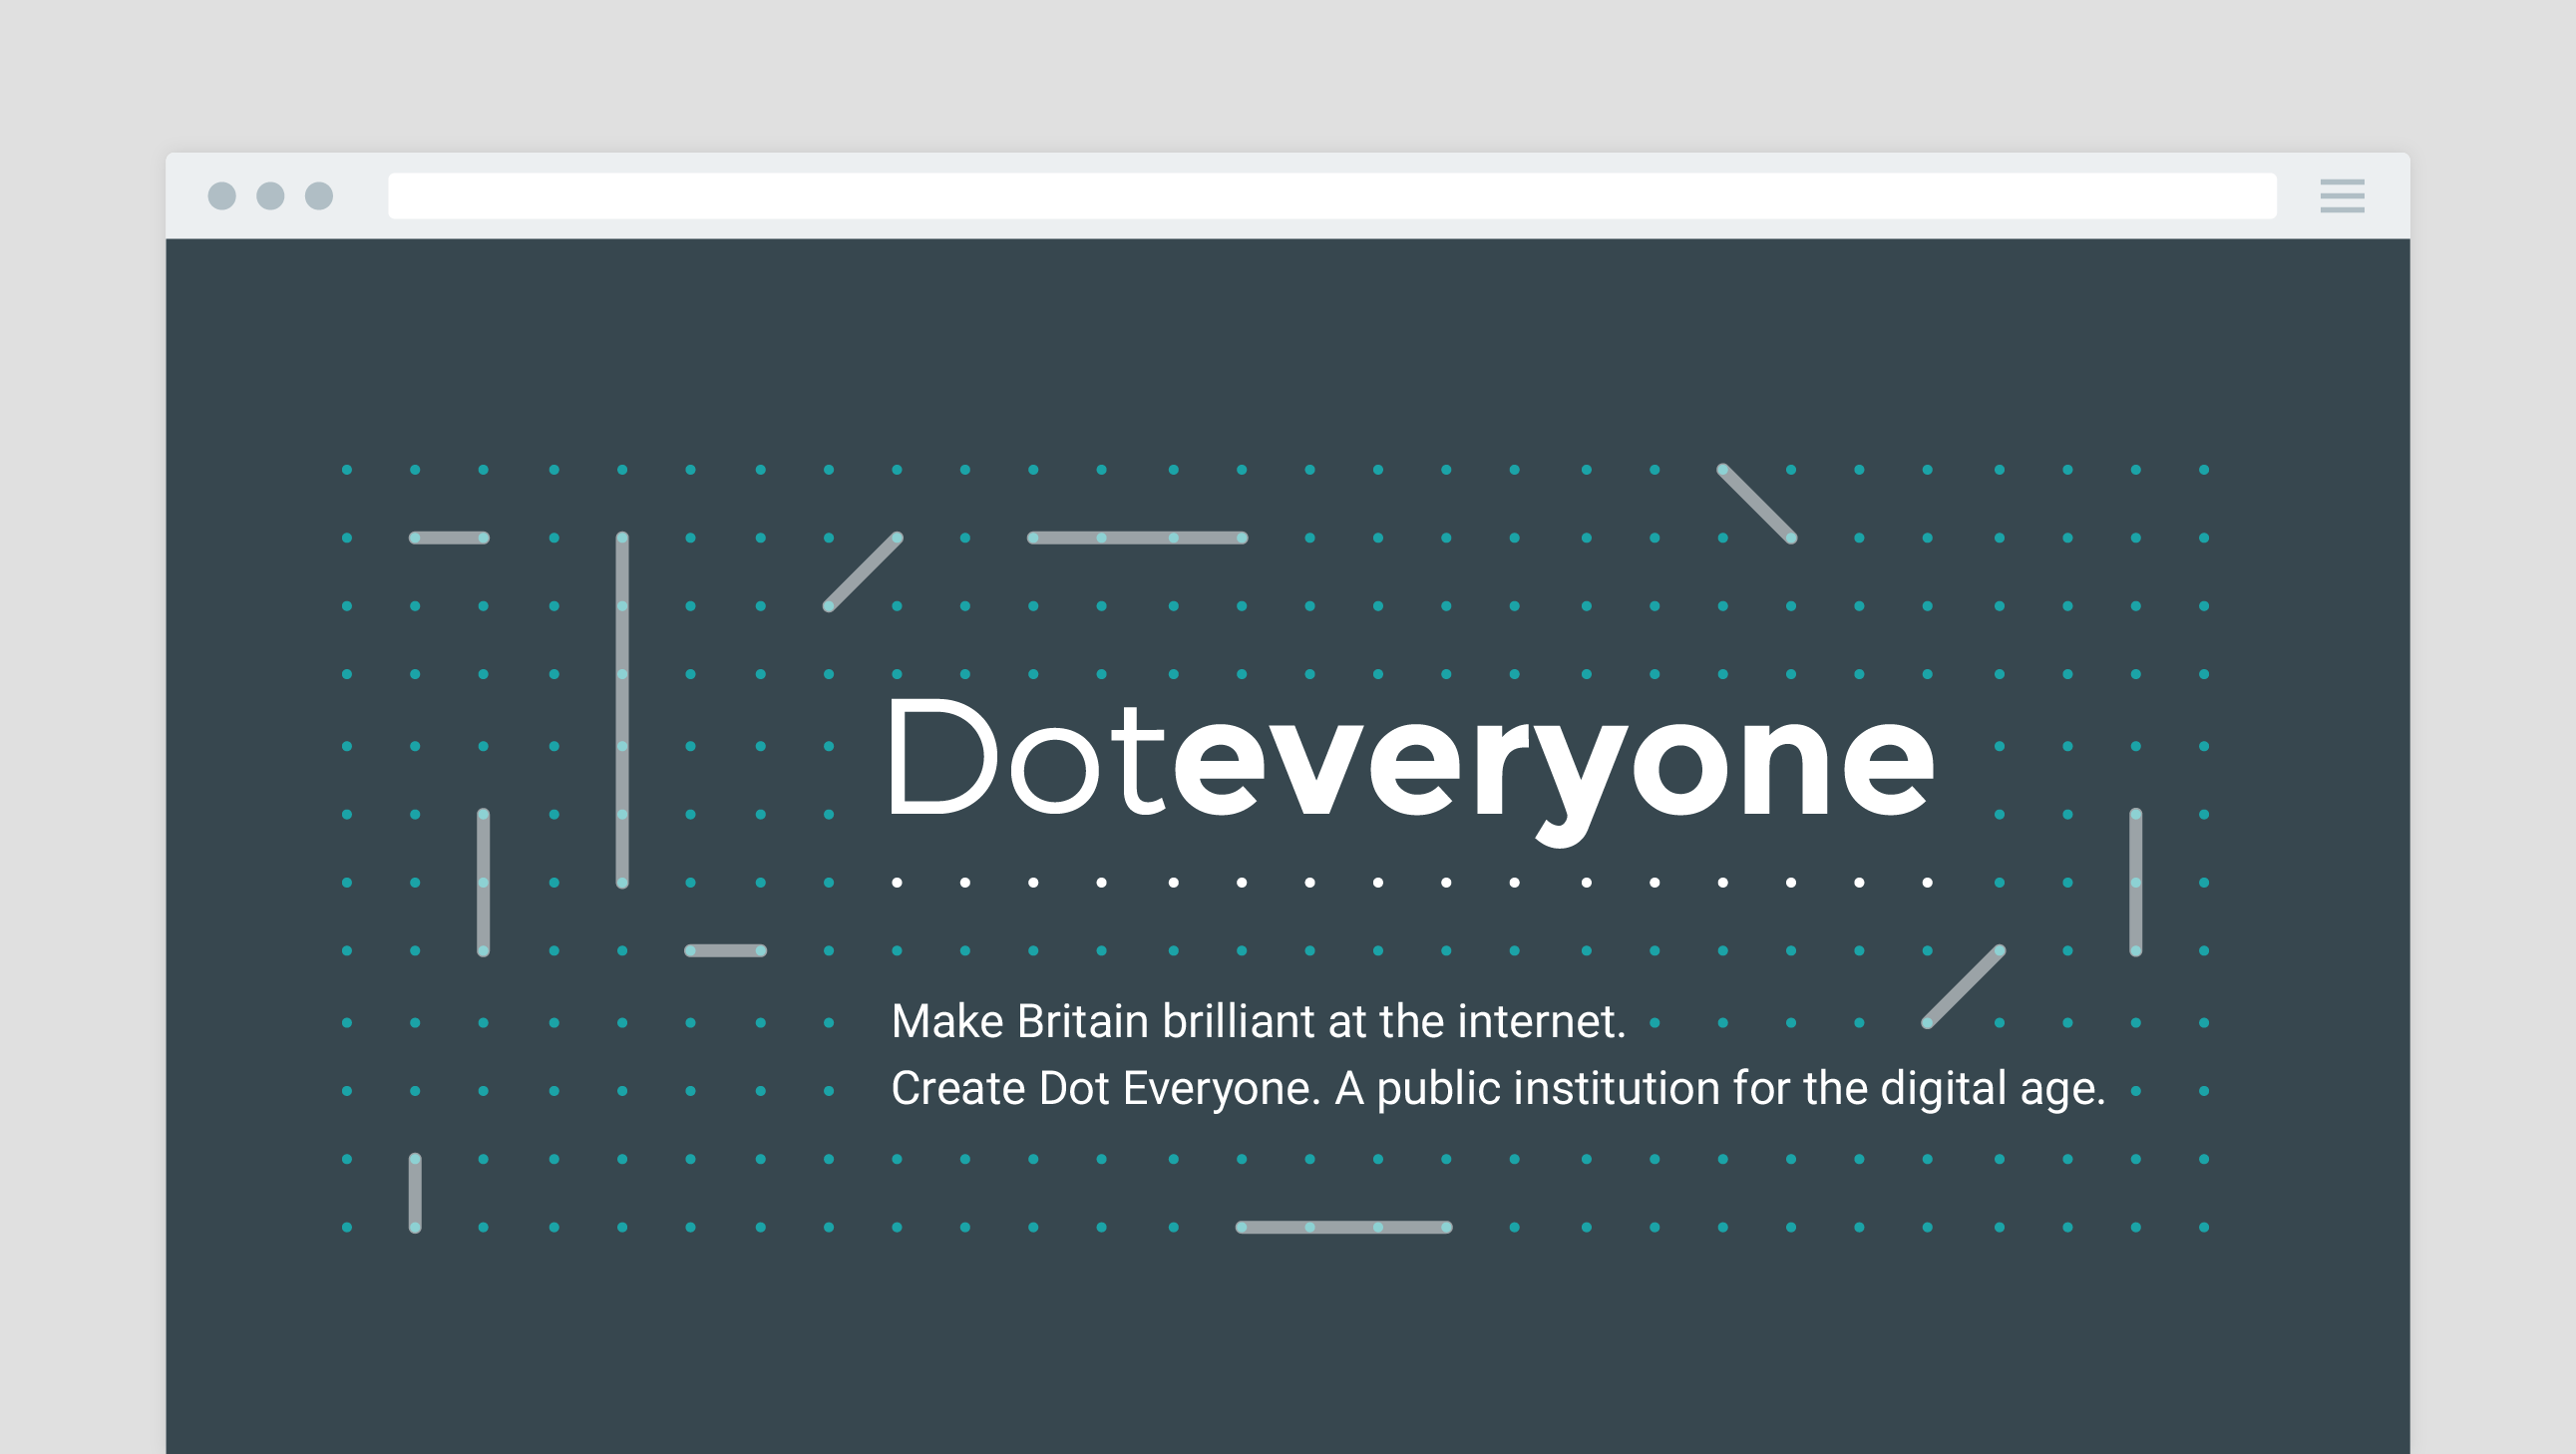 Doteveryone
Make Britain brilliant at the internet.
Create Dot Everyone. A public institution for the digital age.